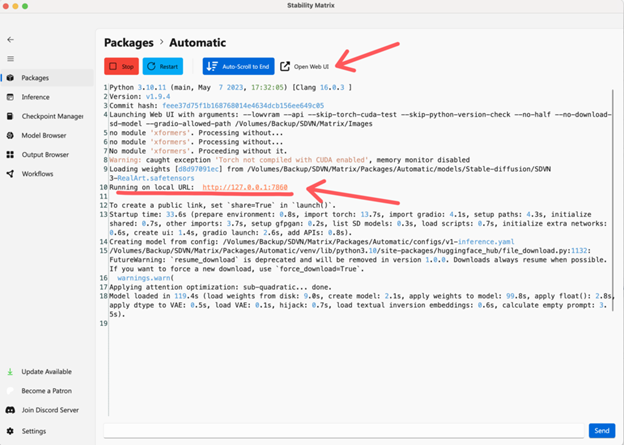 Stability Matrix
Packages
Inference
Checkpoint Manager
Model Browser
Output Browser
Workflows
Update Available
Become a Patron
Join Discord Server
Settings
Packages > Automatic
Stop
Restart
Auto-Scroll to End
Open Web UI
1 Python 3.10.11 (main, May  7 2023, 17:32:05) [Clang 16.0.3 ]
2 Version: v1.9.4
3 Commit hash: feee37d75f1b168768014e4634dcb156ee649c05
4 Launching Web UI with arguments: --lowvram --api --skip-torch-cuda-test --skip-python-version-check --no-half --no-download-
sd-model --gradio-allowed-path /Volumes/Backup/SDVN/Matrix/Images
5 no module 'xformers'. Processing without...
6 no module 'xformers'. Processing without...
7 No module 'xformers'. Proceeding without it.
8 Warning: caught exception 'Torch not compiled with CUDA enabled', memory monitor disabled
9 Loading weights [d8d97091ec] from /Volumes/Backup/SDVN/Matrix/Packages/Automatic/models/Stable-diffusion/SDVN
3-RealArt.safetensors
10 Running on local URL:  http://127.0.0.1:7860
11
12 To create a public link, set `share=True` in `launch()`.
13 Startup time: 33.6s (prepare environment: 0.8s, import torch: 13.7s, import gradio: 4.1s, setup paths: 4.3s, initialize
shared: 0.7s, other imports: 3.7s, setup gfpgan: 0.2s, list SD models: 0.3s, load scripts: 0.7s, initialize extra networks:
0.6s, create ui: 1.4s, gradio launch: 2.6s, add APIs: 0.8s).
14 Creating model from config: /Volumes/Backup/SDVN/Matrix/Packages/Automatic/configs/v1-inference.yaml
15 /Volumes/Backup/SDVN/Matrix/Packages/Automatic/venv/lib/python3.10/site-packages/huggingface_hub/file_download.py:1132:
FutureWarning: `resume_download` is deprecated and will be removed in version 1.0.0. Downloads always resume when possible.
If you want to force a new download, use `force_download=True`.
16 warnings.warn(
17 Applying attention optimization: sub-quadratic... done.
18 Model loaded in 119.4s (load weights from disk: 9.0s, create model: 2.1s, apply weights to model: 99.8s, apply float(): 2.8s,
apply dtype to VAE: 0.5s, load VAE: 0.1s, hijack: 0.7s, load textual inversion embeddings: 0.6s, calculate empty prompt: 3.
5s).
19
Send